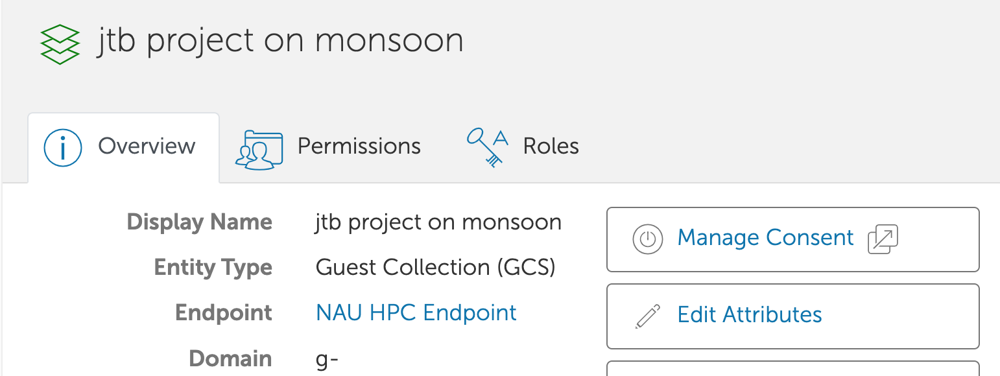 jtb project on monsoon
Overview
Permissions
Roles
Display Name jtb project on monsoon
Entity Type Guest Collection (GCS)
Endpoint NAU HPC Endpoint
Domain g-
Manage Consent
Edit Attributes